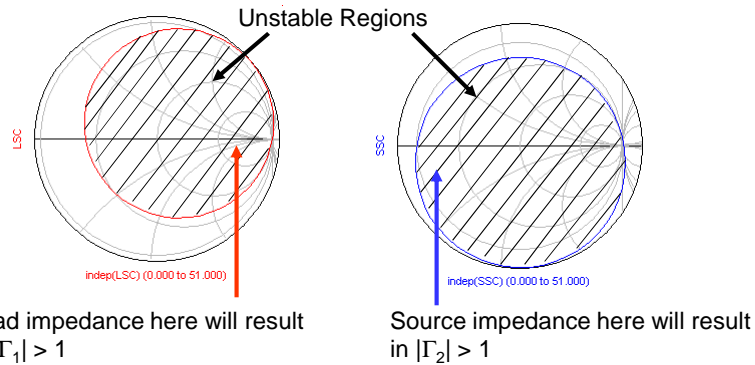 Unstable Regions
LSC
SSC
indep(LSC) (0.000 to 51.000)
indep(SSC) (0.000 to 51.000)
ad impedance here will result
|Γ₁| > 1
Source impedance here will result
in |Γ₂| > 1